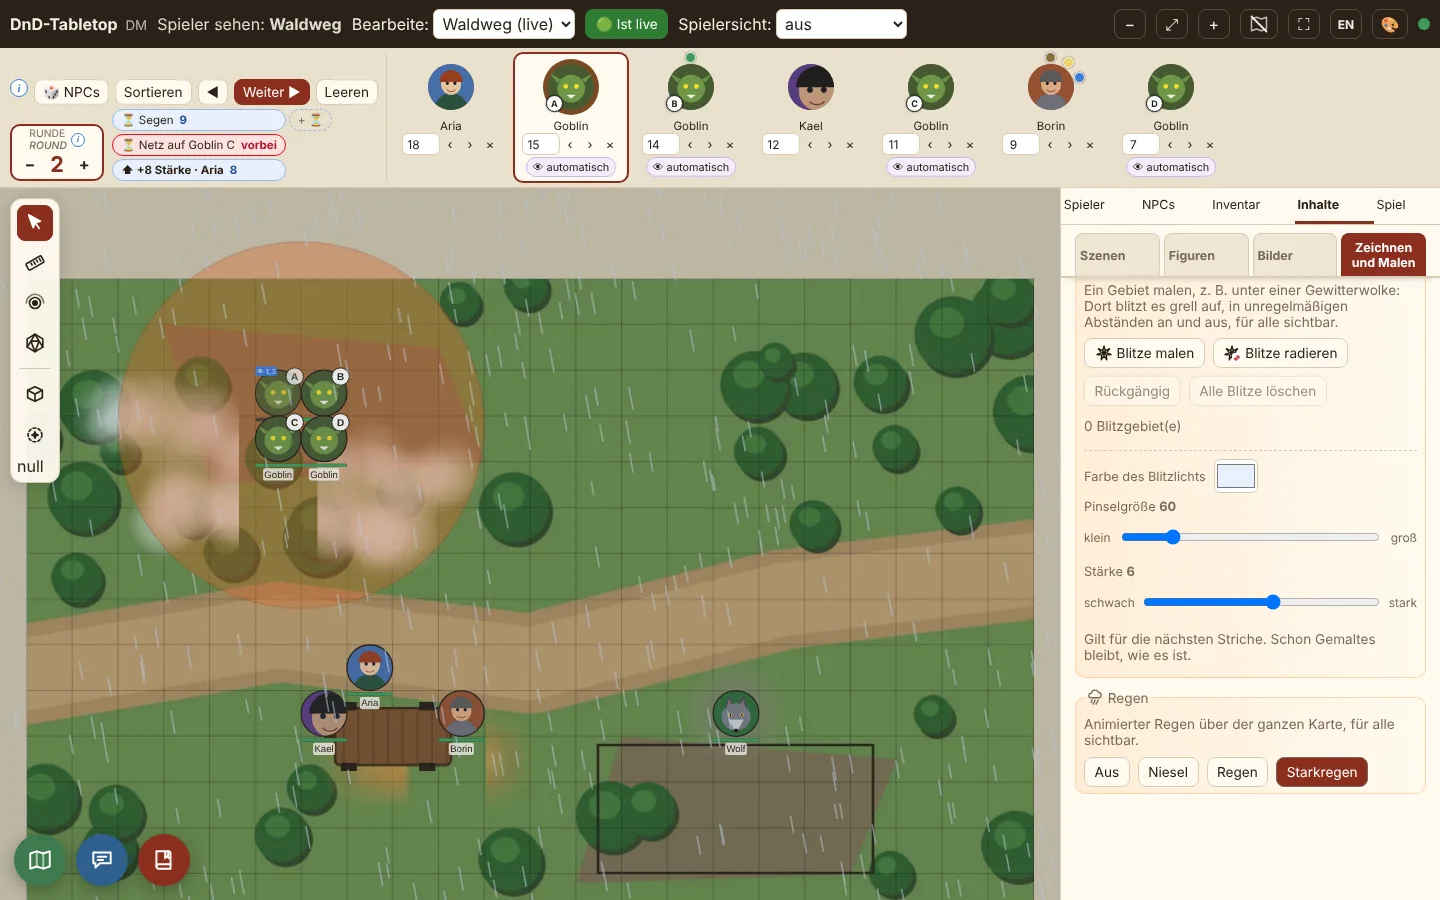 DnD-Tabletop DM Spieler sehen: Waldweg Bearbeite: Waldweg (live) Ist live Spielersicht: aus EN
NPCs Sortieren Weiter Leeren
Segen 9 +
RUNDE
ROUND
Netz auf Goblin C vorbei
− 2 +
+8 Stärke · Aria 8
Aria
18
A
Goblin
15
automatisch
B
Goblin
14
automatisch
Kael
12
C
Goblin
11
automatisch
Borin
9
D
Goblin
7
automatisch
null
1,3
A
B
C
D
Goblin
Goblin
Aria
Kael
Borin
Wolf
Spieler NPCs Inventar Inhalte Spiel
Szenen Figuren Bilder Zeichnen
und Malen
Ein Gebiet malen, z. B. unter einer Gewitterwolke:
Dort blitzt es grell auf, in unregelmäßigen
Abständen an und aus, für alle sichtbar.
Blitze malen Blitze radieren
Rückgängig Alle Blitze löschen
0 Blitzgebiet(e)
Farbe des Blitzlichts
Pinselgröße 60
klein groß
Stärke 6
schwach stark
Gilt für die nächsten Striche. Schon Gemaltes
bleibt, wie es ist.
Regen
Animierter Regen über der ganzen Karte, für alle
sichtbar.
Aus Niesel Regen Starkregen